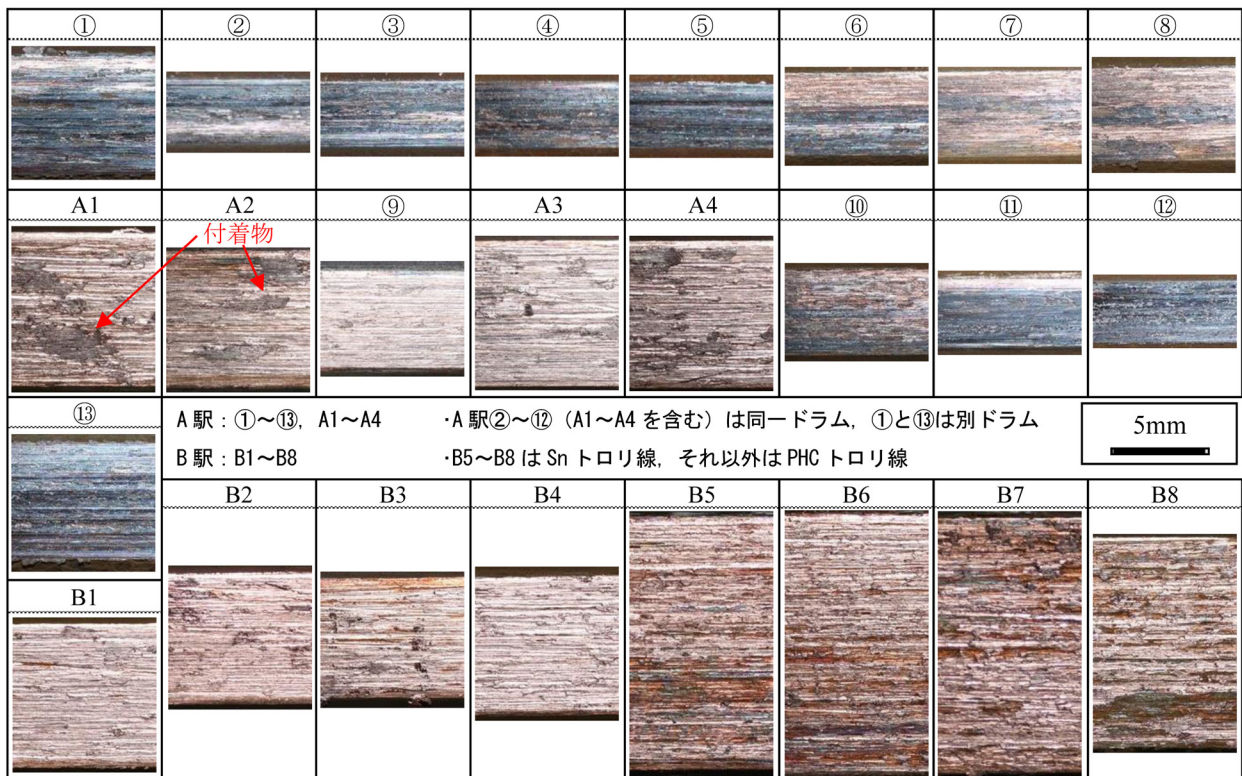 ① ② ③ ④ ⑤ ⑥ ⑦ ⑧
A1 A2 ⑨ A3 A4 ⑩ ⑪ ⑫
付着物
⑬
A駅:①~⑬, A1~A4 ・A駅②~⑫(A1~A4を含む)は同一ドラム,①と⑬は別ドラム
B駅:B1~B8 ・B5~B8はSnトロリ線,それ以外はPHCトロリ線
5mm
B2 B3 B4 B5 B6 B7 B8
B1